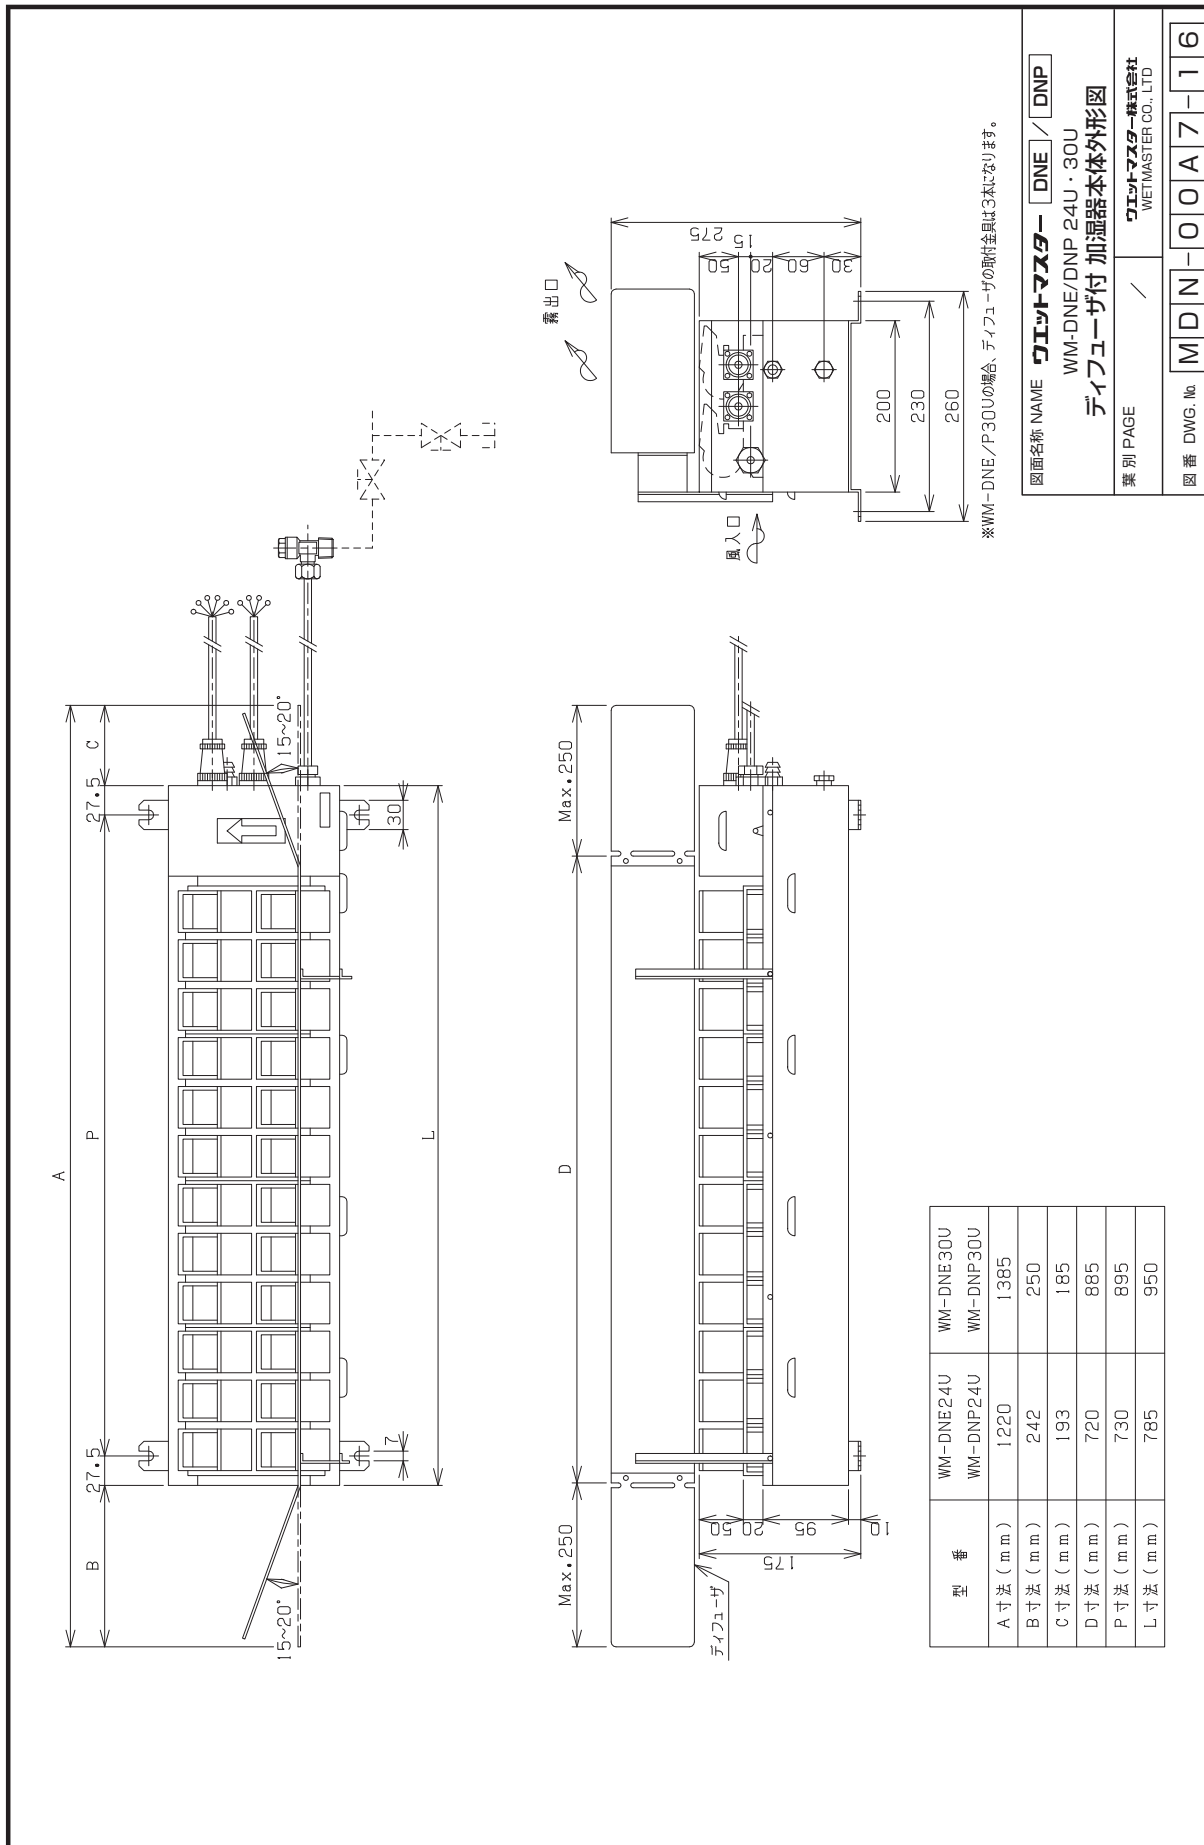 A
B
27.5
P
27.5
C
15~20°
15~20°
7
30
L
Max.250
D
Max.250
ディフューザ
175
50
20
95
10
霧出口
風入口
275
50
15
20
60
30
200
230
260
※WM-DNE/P30Uの場合、ディフューザの取付金具は3本になります。
型 番 WM-DNE24U WM-DNE30U
WM-DNP24U WM-DNP30U
A寸法(mm) 1220 1385
B寸法(mm) 242 250
C寸法(mm) 193 185
D寸法(mm) 720 885
P寸法(mm) 730 895
L寸法(mm) 785 950
図面名称 NAME ウエットマスター DNE / DNP
WM-DNE/DNP 24U・30U
ディフューザ付 加湿器本体外形図
葉別 PAGE /
ウエットマスター株式会社
WETMASTER CO., LTD
図番 DWG. № MDN-00A7-16